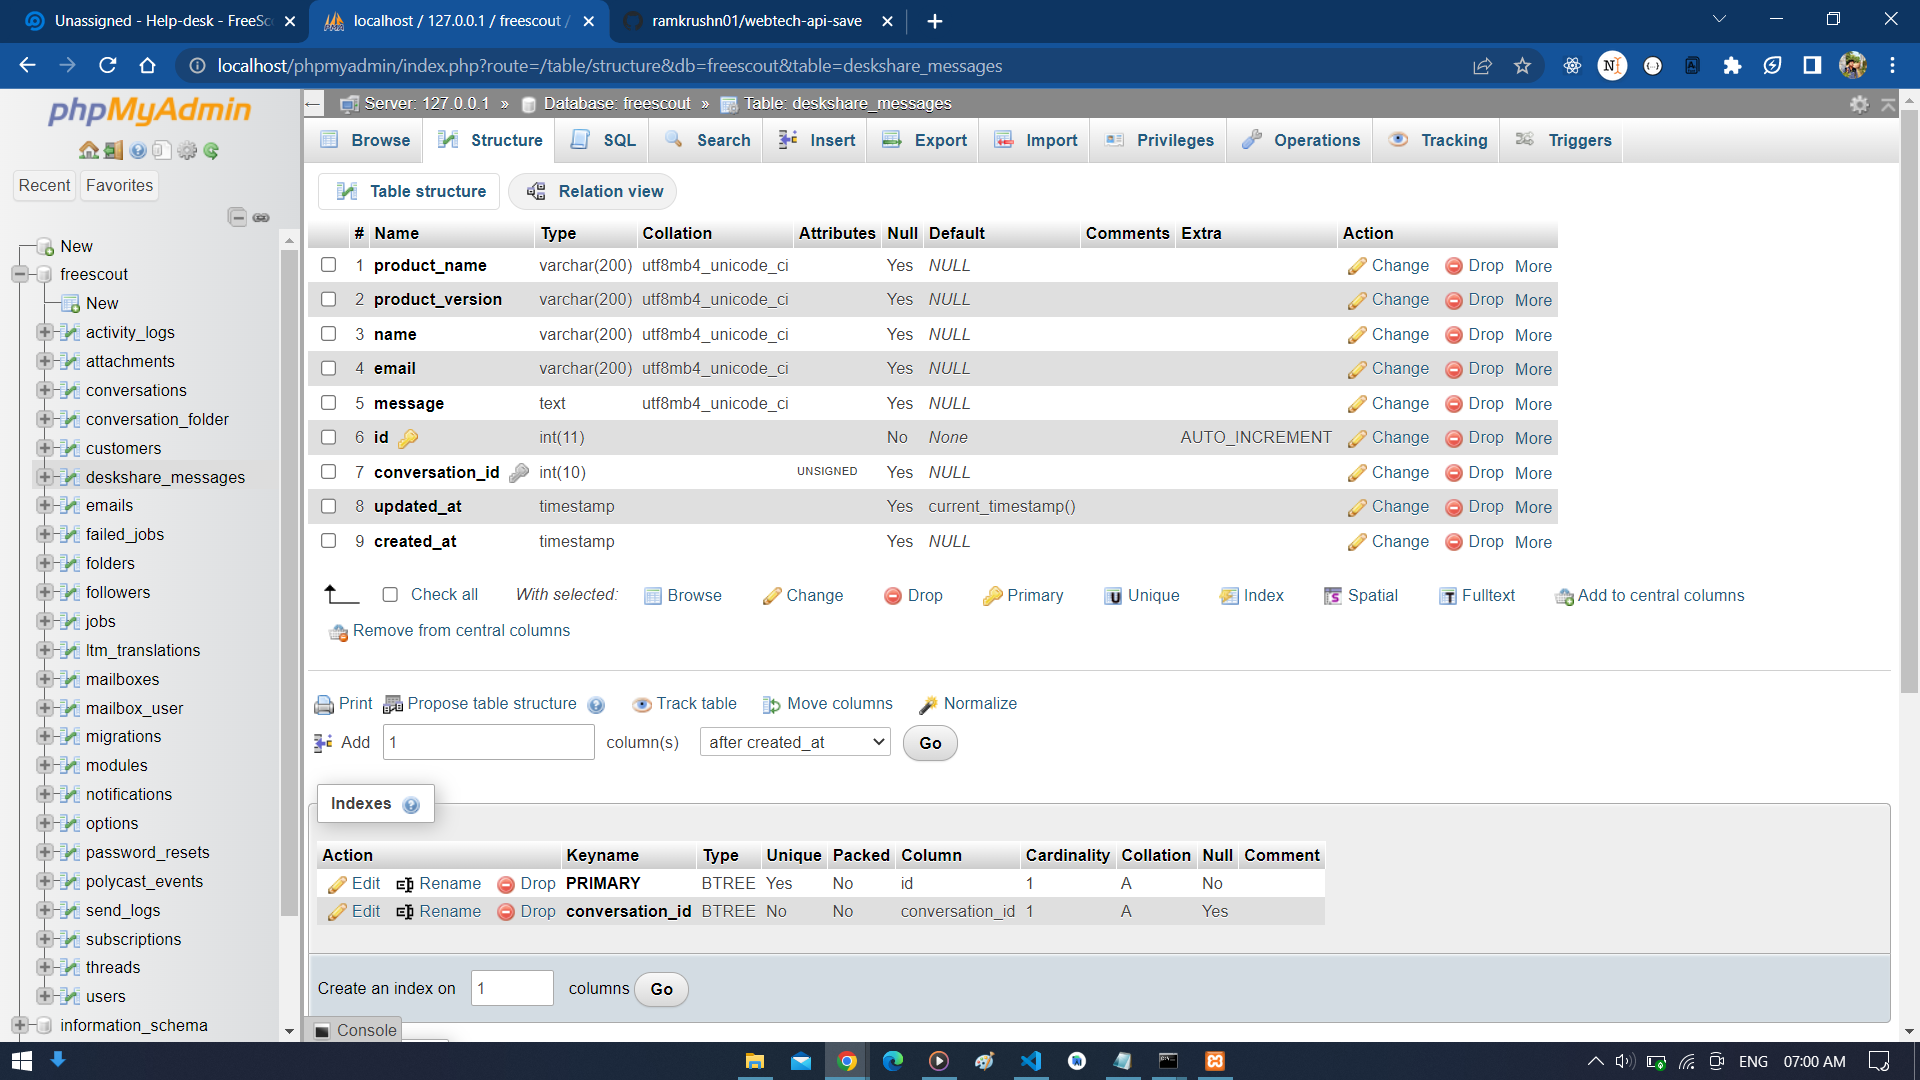 Unassigned - Help-desk - FreeSc
localhost / 127.0.0.1 / freescout /
ramkrushn01/webtech-api-save
localhost/phpmyadmin/index.php?route=/table/structure&db=freescout&table=deskshare_messages
phpMyAdmin
Recent Favorites
New
freescout
New
activity_logs
attachments
conversations
conversation_folder
customers
deskshare_messages
emails
failed_jobs
folders
followers
jobs
ltm_translations
mailboxes
mailbox_user
migrations
modules
notifications
options
password_resets
polycast_events
send_logs
subscriptions
threads
users
information_schema
Server: 127.0.0.1 » Database: freescout » Table: deskshare_messages
Browse Structure SQL Search Insert Export Import Privileges Operations Tracking Triggers
Table structure Relation view
# Name Type Collation Attributes Null Default Comments Extra Action
1 product_name varchar(200) utf8mb4_unicode_ci Yes NULL Change Drop More
2 product_version varchar(200) utf8mb4_unicode_ci Yes NULL Change Drop More
3 name varchar(200) utf8mb4_unicode_ci Yes NULL Change Drop More
4 email varchar(200) utf8mb4_unicode_ci Yes NULL Change Drop More
5 message text utf8mb4_unicode_ci Yes NULL Change Drop More
6 id int(11) No None AUTO_INCREMENT Change Drop More
7 conversation_id int(10) UNSIGNED Yes NULL Change Drop More
8 updated_at timestamp Yes current_timestamp() Change Drop More
9 created_at timestamp Yes NULL Change Drop More
Check all With selected: Browse Change Drop Primary Unique Index Spatial Fulltext Add to central columns
Remove from central columns
Print Propose table structure Track table Move columns Normalize
Add 1 column(s) after created_at Go
Indexes
Action Keyname Type Unique Packed Column Cardinality Collation Null Comment
Edit Rename Drop PRIMARY BTREE Yes No id 1 A No
Edit Rename Drop conversation_id BTREE No No conversation_id 1 A Yes
Create an index on 1 columns Go
Console
ENG 07:00 AM